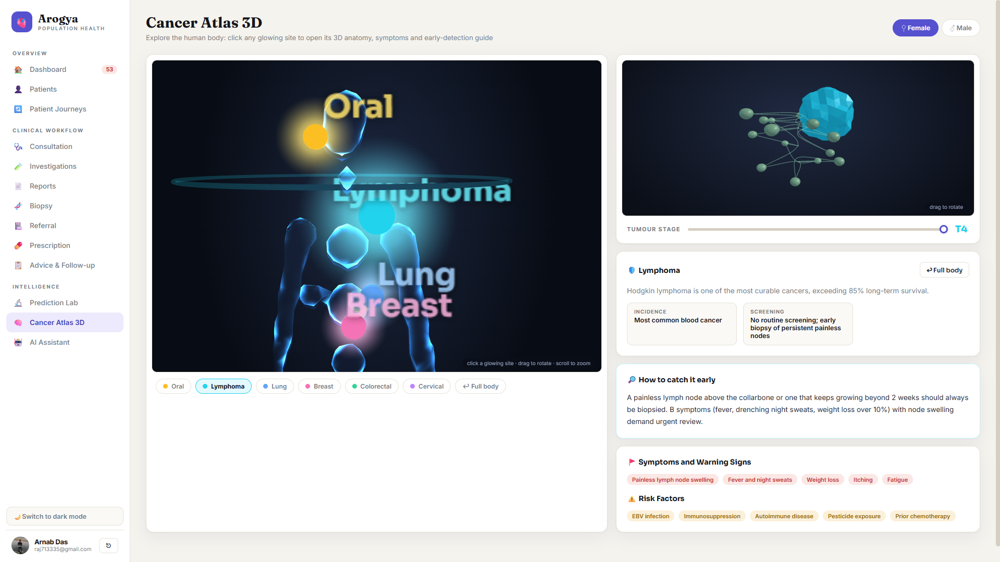 Arogya
POPULATION HEALTH
OVERVIEW
Dashboard 53
Patients
Patient Journeys
CLINICAL WORKFLOW
Consultation
Investigations
Reports
Biopsy
Referral
Prescription
Advice & Follow-up
INTELLIGENCE
Prediction Lab
Cancer Atlas 3D
AI Assistant
Switch to dark mode
Arnab Das
raj713335@gmail.com
Cancer Atlas 3D
Explore the human body: click any glowing site to open its 3D anatomy, symptoms and early-detection guide
♀ Female
♂ Male
Oral
Lymphoma
Lung
Breast
click a glowing site · drag to rotate · scroll to zoom
Oral
Lymphoma
Lung
Breast
Colorectal
Cervical
↩ Full body
drag to rotate
TUMOUR STAGE T4
Lymphoma
↩ Full body
Hodgkin lymphoma is one of the most curable cancers, exceeding 85% long-term survival.
INCIDENCE
Most common blood cancer
SCREENING
No routine screening; early
biopsy of persistent painless
nodes
How to catch it early
A painless lymph node above the collarbone or one that keeps growing beyond 2 weeks should always
be biopsied. B symptoms (fever, drenching night sweats, weight loss over 10%) with node swelling
demand urgent review.
Symptoms and Warning Signs
Painless lymph node swelling
Fever and night sweats
Weight loss
Itching
Fatigue
Risk Factors
EBV infection
Immunosuppression
Autoimmune disease
Pesticide exposure
Prior chemotherapy